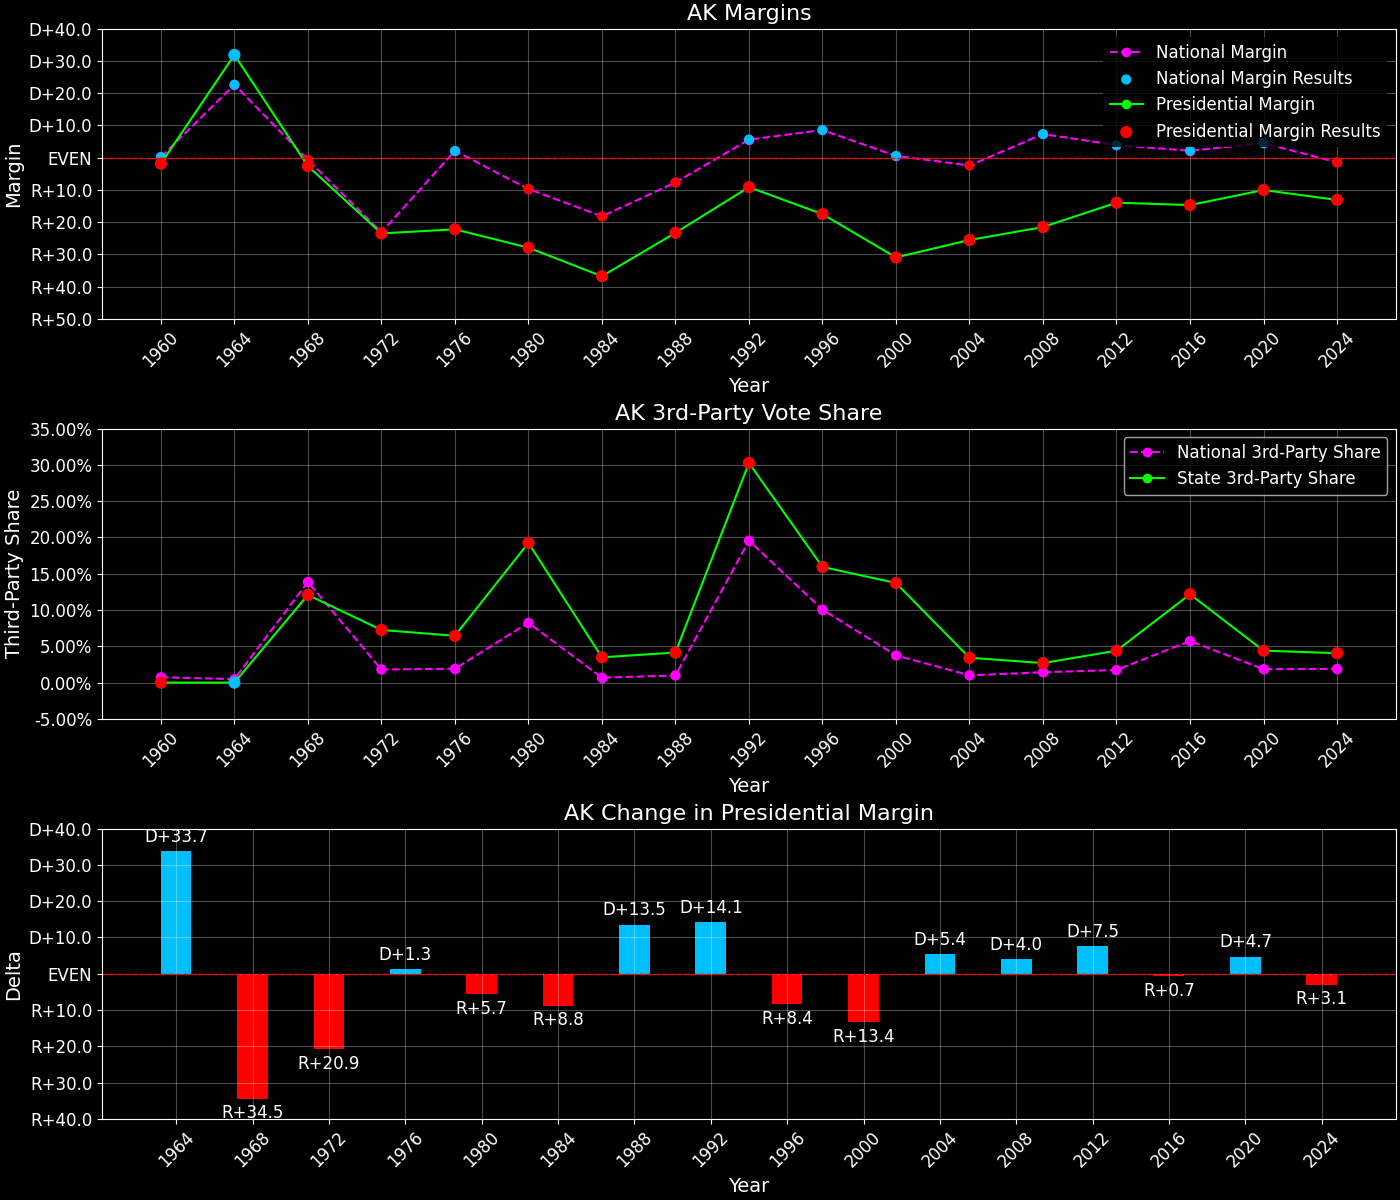 AK Margins
D+40.0
D+30.0
D+20.0
D+10.0
EVEN
R+10.0
R+20.0
R+30.0
R+40.0
R+50.0
Margin
National Margin
National Margin Results
Presidential Margin
Presidential Margin Results
1960 1964 1968 1972 1976 1980 1984 1988 1992 1996 2000 2004 2008 2012 2016 2020 2024
Year
AK 3rd-Party Vote Share
35.00%
30.00%
25.00%
20.00%
15.00%
10.00%
5.00%
0.00%
-5.00%
Third-Party Share
National 3rd-Party Share
State 3rd-Party Share
1960 1964 1968 1972 1976 1980 1984 1988 1992 1996 2000 2004 2008 2012 2016 2020 2024
Year
AK Change in Presidential Margin
D+40.0
D+30.0
D+20.0
D+10.0
EVEN
R+10.0
R+20.0
R+30.0
R+40.0
Delta
D+33.7
R+34.5
R+20.9
D+1.3
R+5.7
R+8.8
D+13.5
D+14.1
R+8.4
R+13.4
D+5.4
D+4.0
D+7.5
R+0.7
D+4.7
R+3.1
1964 1968 1972 1976 1980 1984 1988 1992 1996 2000 2004 2008 2012 2016 2020 2024
Year